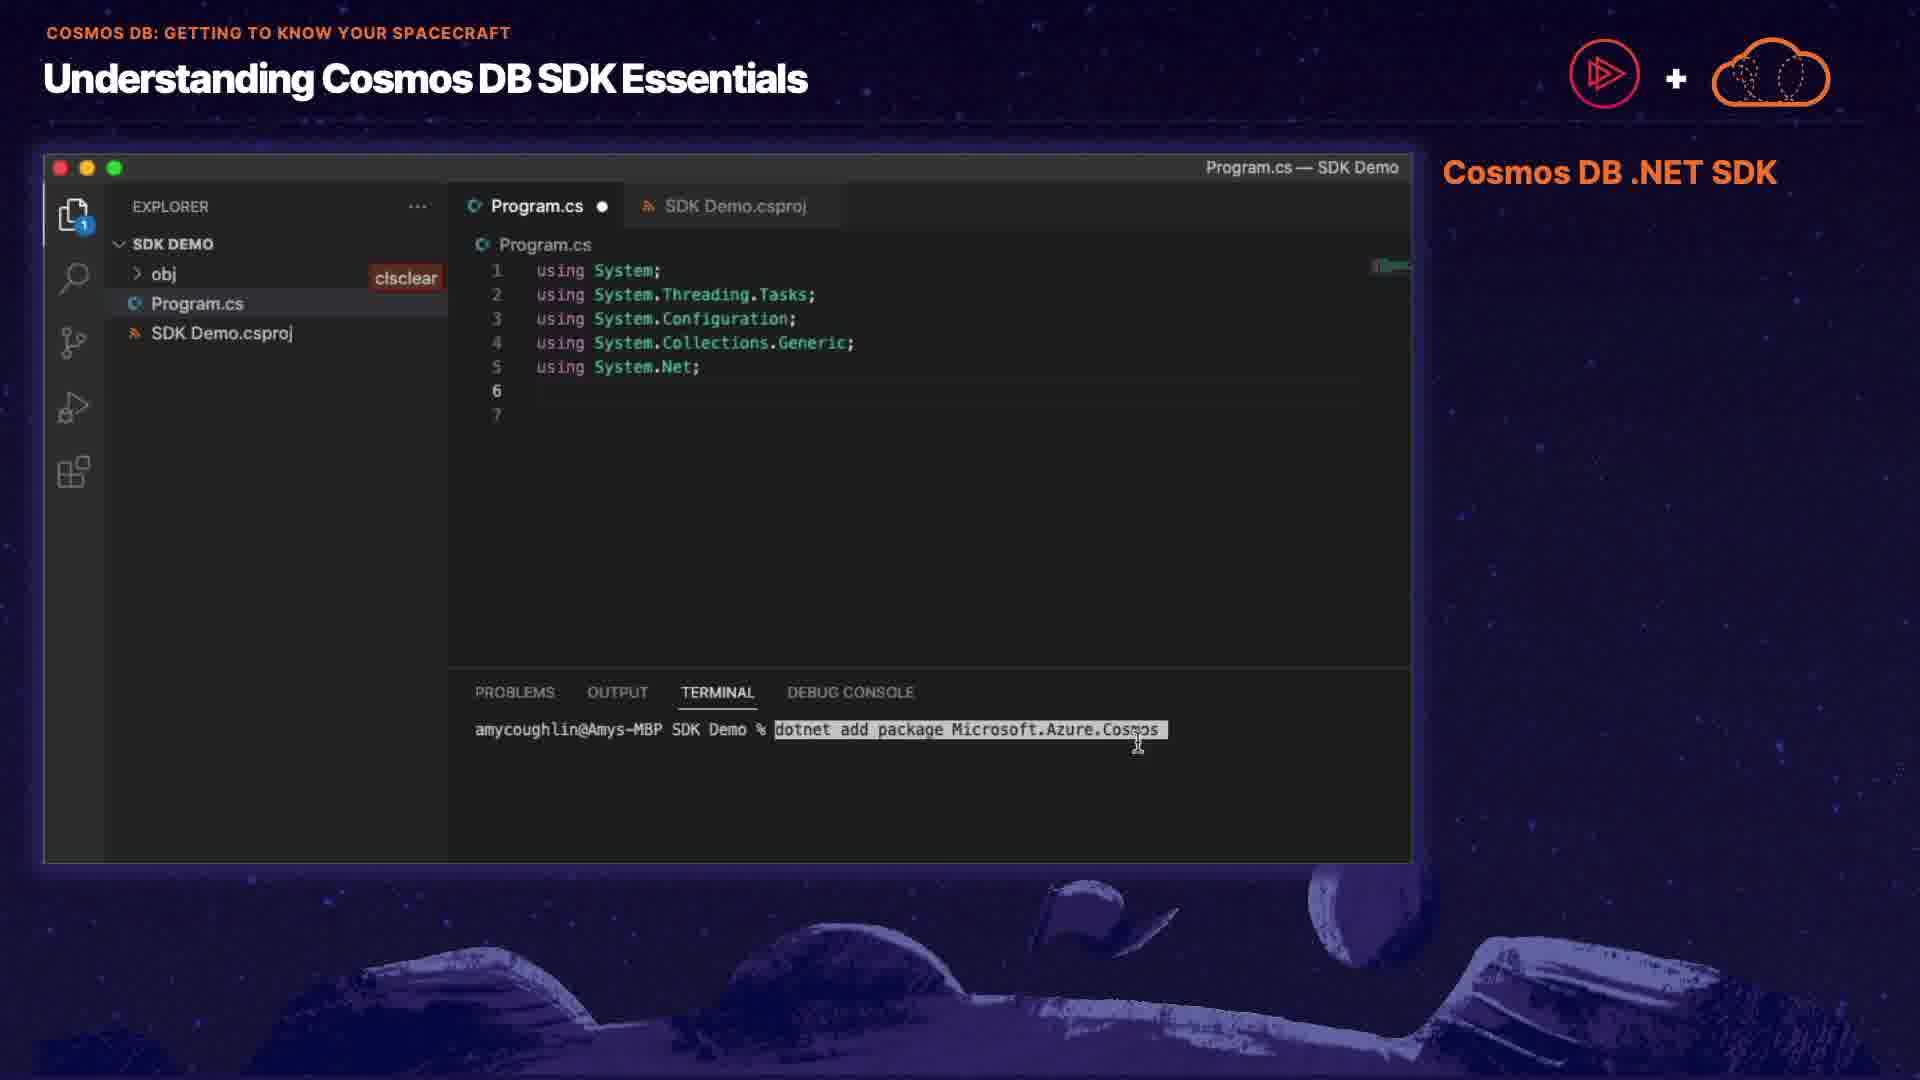 COSMOS DB: GETTING TO KNOW YOUR SPACECRAFT
Understanding Cosmos DB SDK Essentials
+
Program.cs — SDK Demo
Cosmos DB .NET SDK
EXPLORER
SDK DEMO
obj
clsclear
Program.cs
SDK Demo.csproj
1
Program.cs
SDK Demo.csproj
Program.cs
1 using System;
2 using System.Threading.Tasks;
3 using System.Configuration;
4 using System.Collections.Generic;
5 using System.Net;
6
7
PROBLEMS OUTPUT TERMINAL DEBUG CONSOLE
amycoughlin@Amys-MBP SDK Demo % dotnet add package Microsoft.Azure.Cosmos